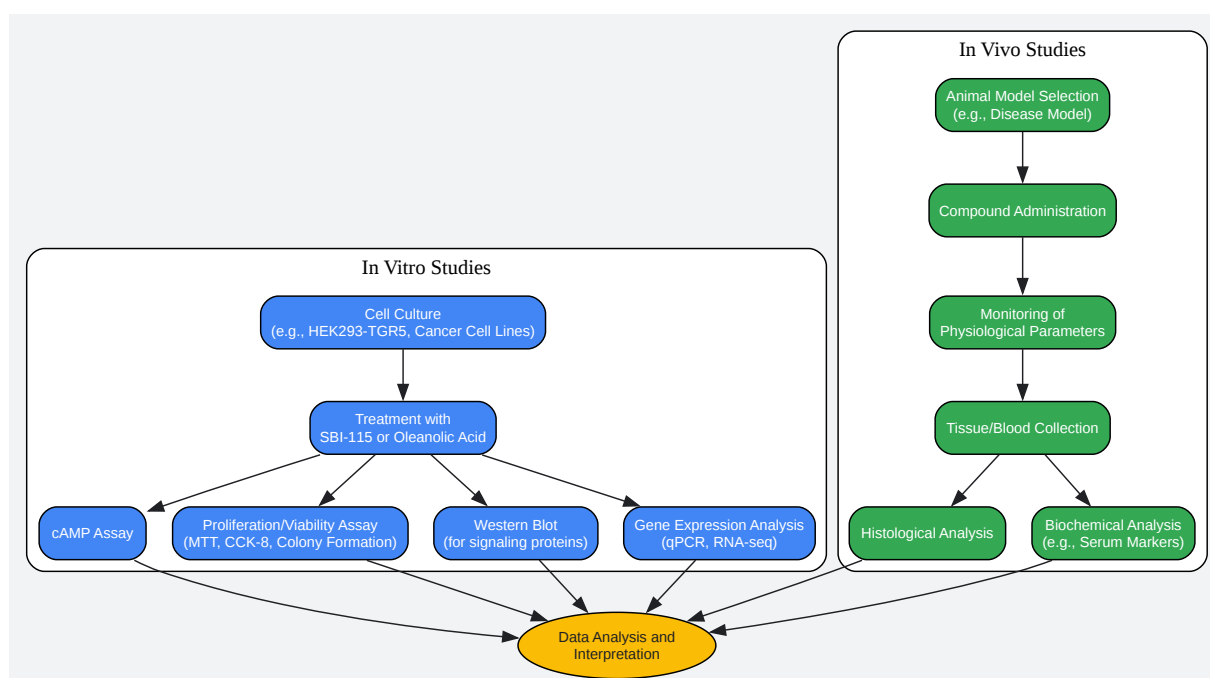 In Vitro Studies
Cell Culture
(e.g., HEK293-TGR5, Cancer Cell Lines)
Treatment with
SBI-115 or Oleanolic Acid
cAMP Assay
Proliferation/Viability Assay
(MTT, CCK-8, Colony Formation)
Western Blot
(for signaling proteins)
Gene Expression Analysis
(qPCR, RNA-seq)
In Vivo Studies
Animal Model Selection
(e.g., Disease Model)
Compound Administration
Monitoring of
Physiological Parameters
Tissue/Blood Collection
Histological Analysis
Biochemical Analysis
(e.g., Serum Markers)
Data Analysis and
Interpretation